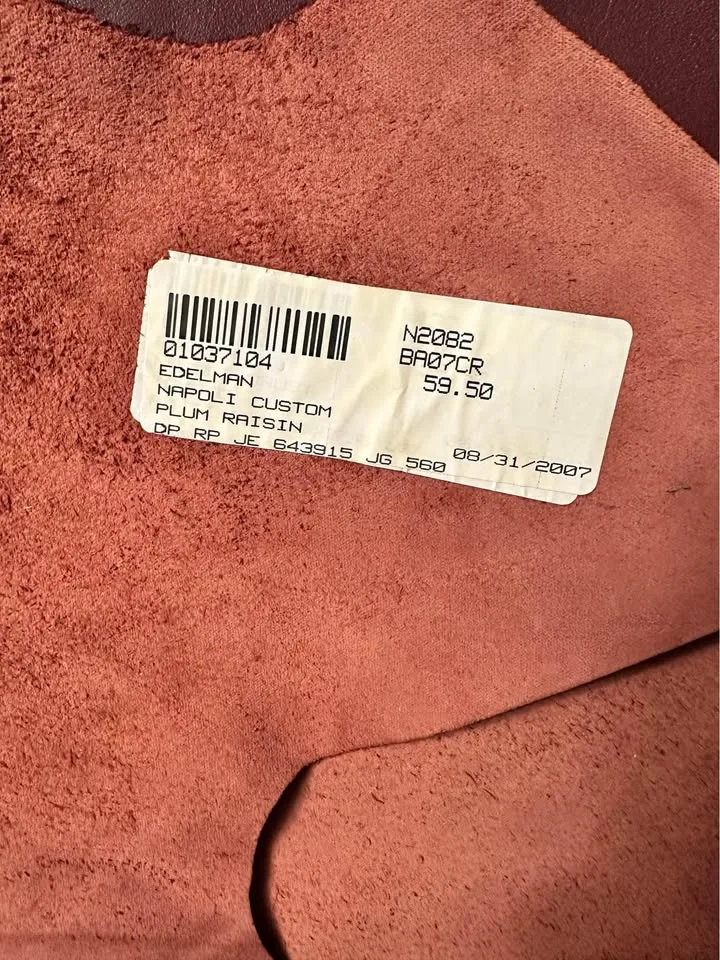 01037104
EDELMAN
NAPOLI CUSTOM
PLUM RAISIN
DP RP JE 643915 JG 560
N2082
BA07CR
59.50
08/31/2007